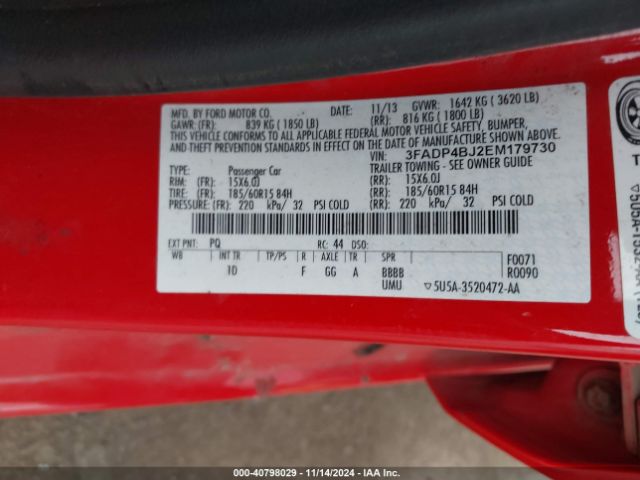 MFD. BY FORD MOTOR CO. DATE: 11/13 GVWR: 1642 KG ( 3620 LB)
GAWR: (FR): 839 KG ( 1850 LB) (RR): 816 KG ( 1800 LB)
THIS VEHICLE CONFORMS TO ALL APPLICABLE FEDERAL MOTOR VEHICLE SAFETY, BUMPER,
AND THEFT PREVENTION STANDARDS IN EFFECT ON THE DATE OF MANUFACTURE SHOWN ABOVE.
VIN: 3FADP4BJ2EM179730
TYPE: Passenger Car TRAILER TOWING - SEE OWNER GUIDE
RIM: (FR): 15X6.0J (RR): 15X6.0J
TIRE: (FR): 185/60R15 84H (RR): 185/60R15 84H
PRESSURE: (FR): 220 kPa/ 32 PSI COLD (RR): 220 kPa/ 32 PSI COLD
EXT PNT: PQ RC: 44 DSO:
WB INT TR TP/PS R AXLE TR SPR F0071
1D F GG A BBBB R0090
UMU ▽5U5A-3520472-AA
000-40798029 - 11/14/2024 - IAA Inc.